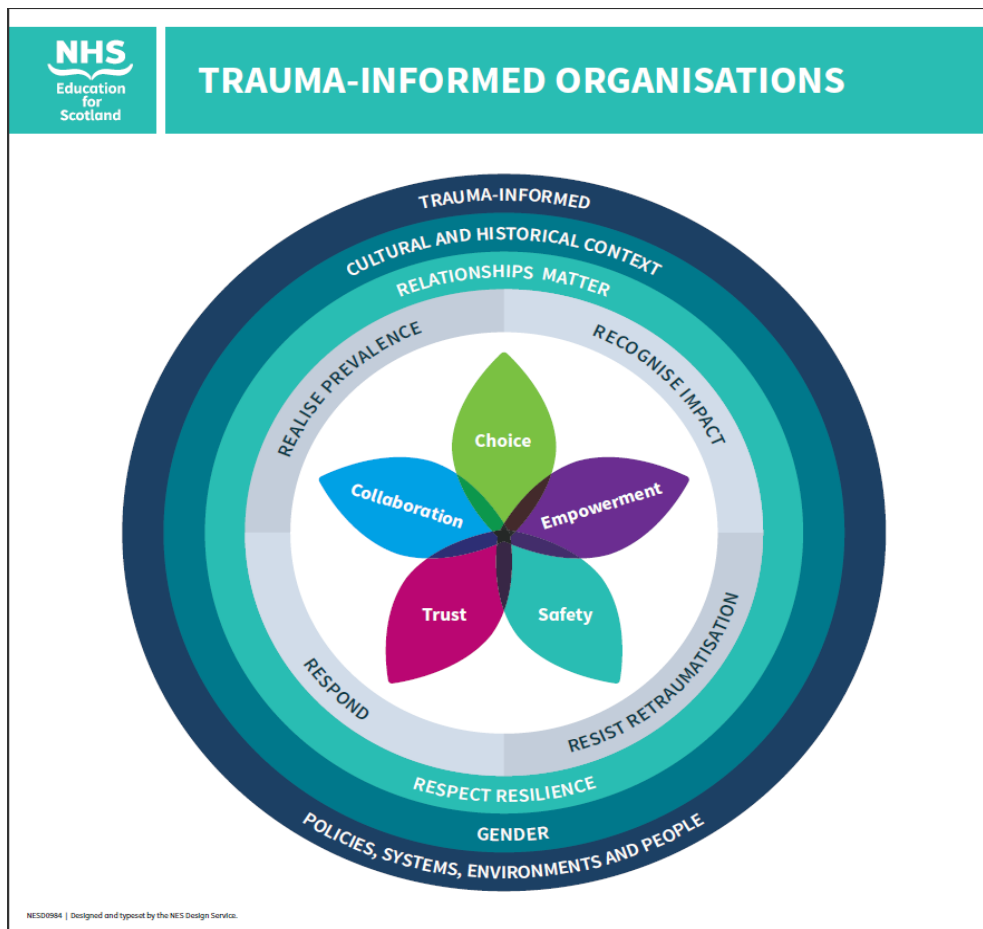 NHS
Education
for
Scotland
TRAUMA-INFORMED ORGANISATIONS
TRAUMA-INFORMED
CULTURAL AND HISTORICAL CONTEXT
RELATIONSHIPS MATTER
REALISE PREVALENCE
RECOGNISE IMPACT
Choice
Collaboration
Empowerment
Trust
Safety
RESPOND
RESIST RETRAUMATISATION
RESPECT RESILIENCE
GENDER
POLICIES, SYSTEMS, ENVIRONMENTS AND PEOPLE
NESD0984 | Designed and typeset by the NES Design Service.